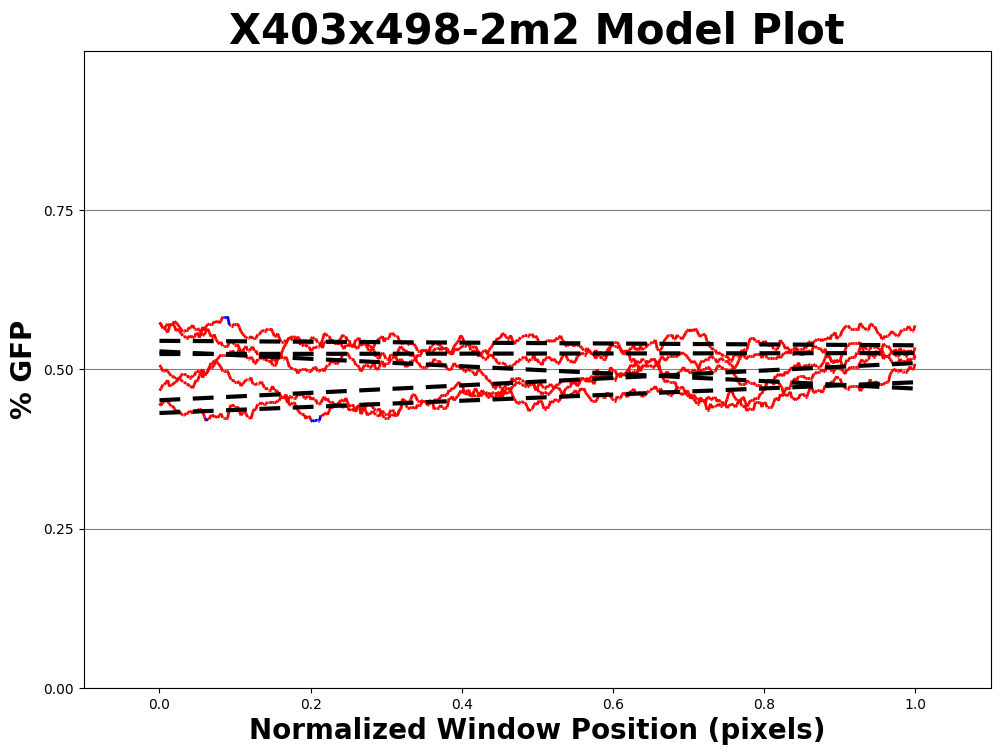 X403x498-2m2 Model Plot
% GFP
0.75
0.50
0.25
0.00
0.0 0.2 0.4 0.6 0.8 1.0
Normalized Window Position (pixels)